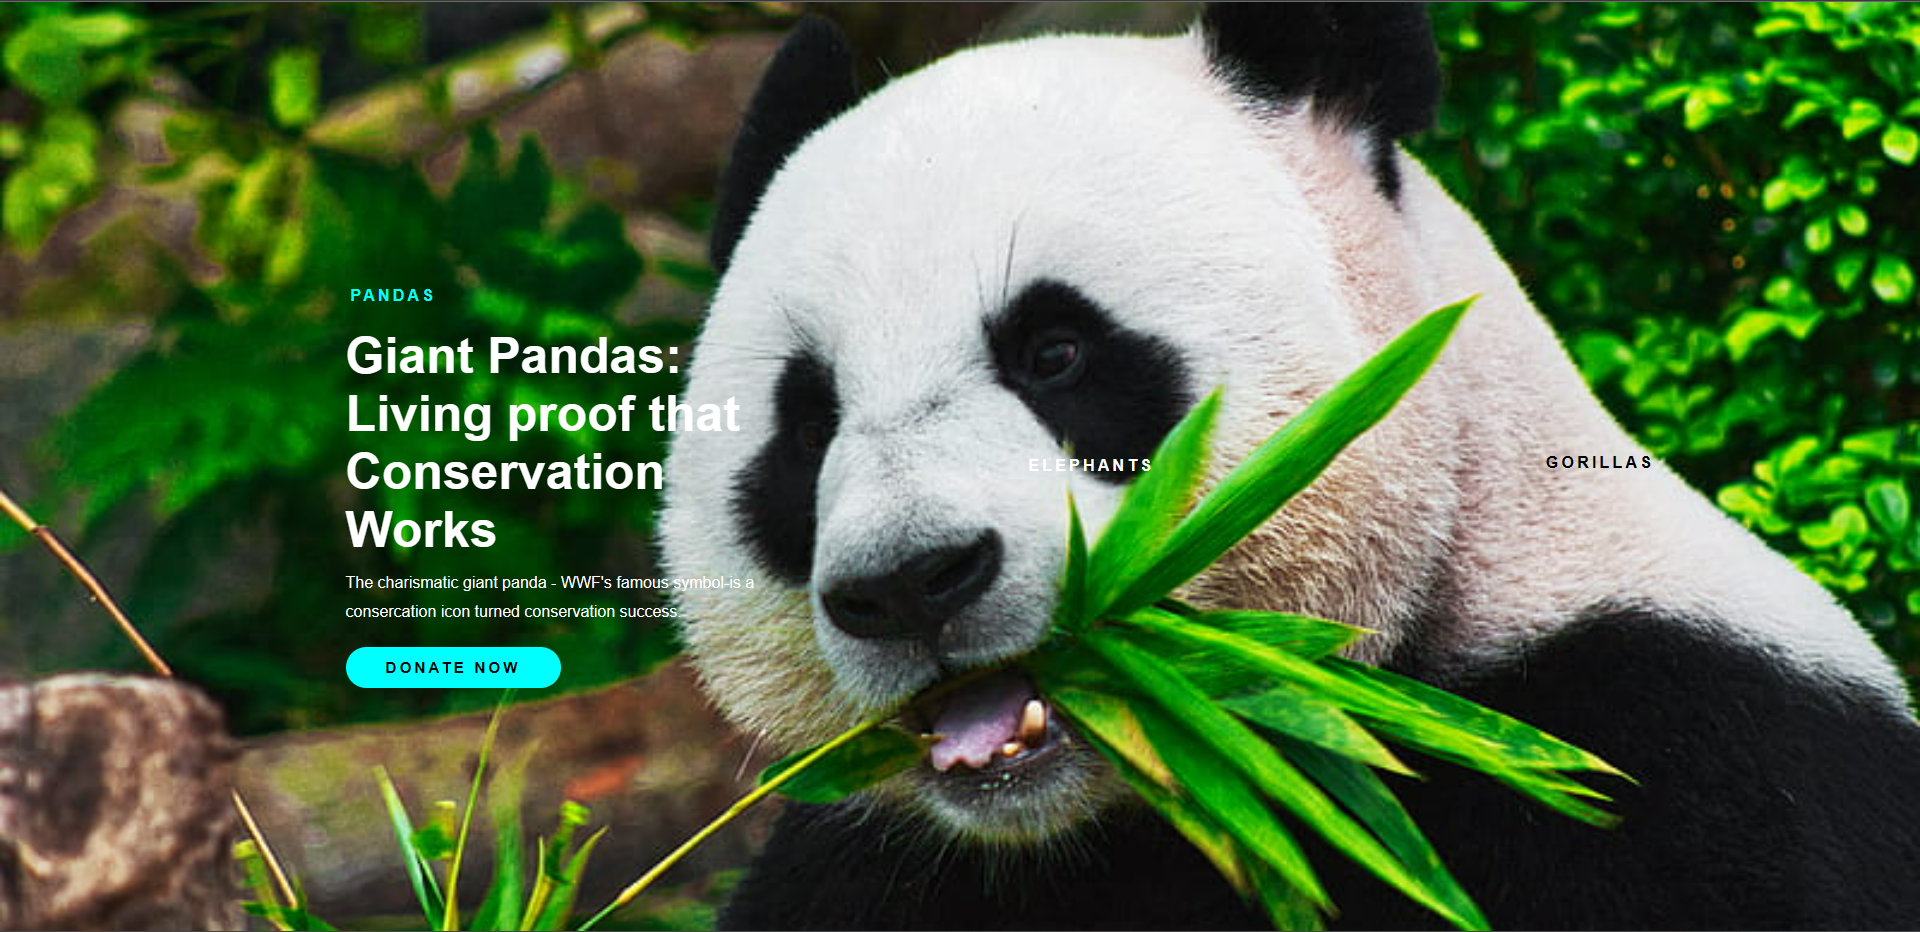 PANDAS
Giant Pandas:
Living proof that
Conservation
Works
The charismatic giant panda - WWF's famous symbol-is a
consercation icon turned conservation success.
DONATE NOW
ELEPHANTS
GORILLAS